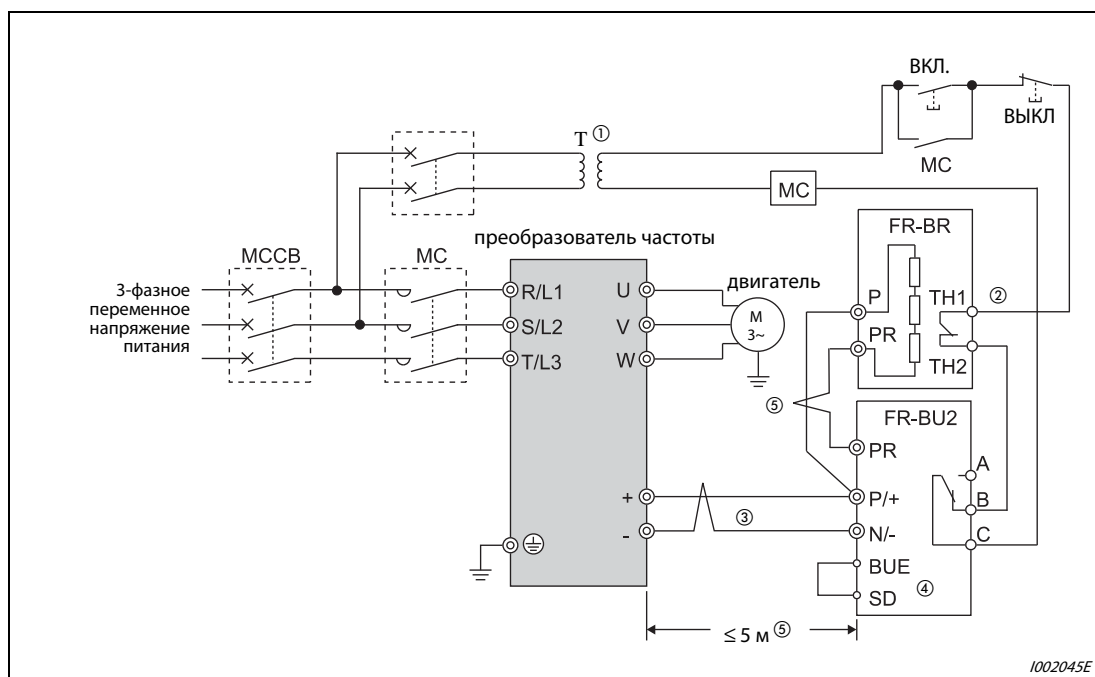 ВКЛ.
ВЫКЛ
T ①
MC
MC
FR-BR
преобразователь частоты
MCCB
MC
двигатель
3-фазное
переменное
напряжение
питания
R/L1
S/L2
T/L3
U
V
W
M
3~
P
PR
TH1
②
TH2
⑤
FR-BU2
PR
A
P/+
B
+
③
N/-
C
-
BUE
SD
④
≤ 5 м ⑤
I002045E